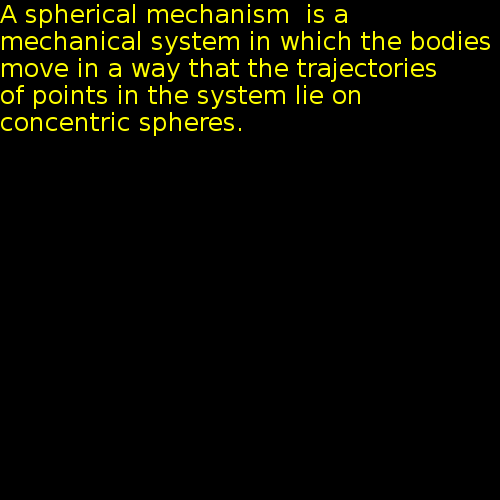 A spherical mechanism  is a
mechanical system in which the bodies
move in a way that the trajectories
of points in the system lie on
concentric spheres.